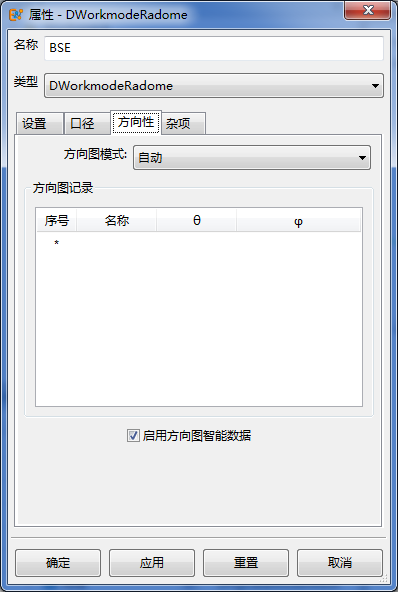 属性 - DWorkmodeRadome
名称 BSE
类型 DWorkmodeRadome
设置 口径 方向性 杂项
方向图模式: 自动
方向图记录
序号 名称 θ φ
*
启用方向图智能数据
确定 应用 重置 取消